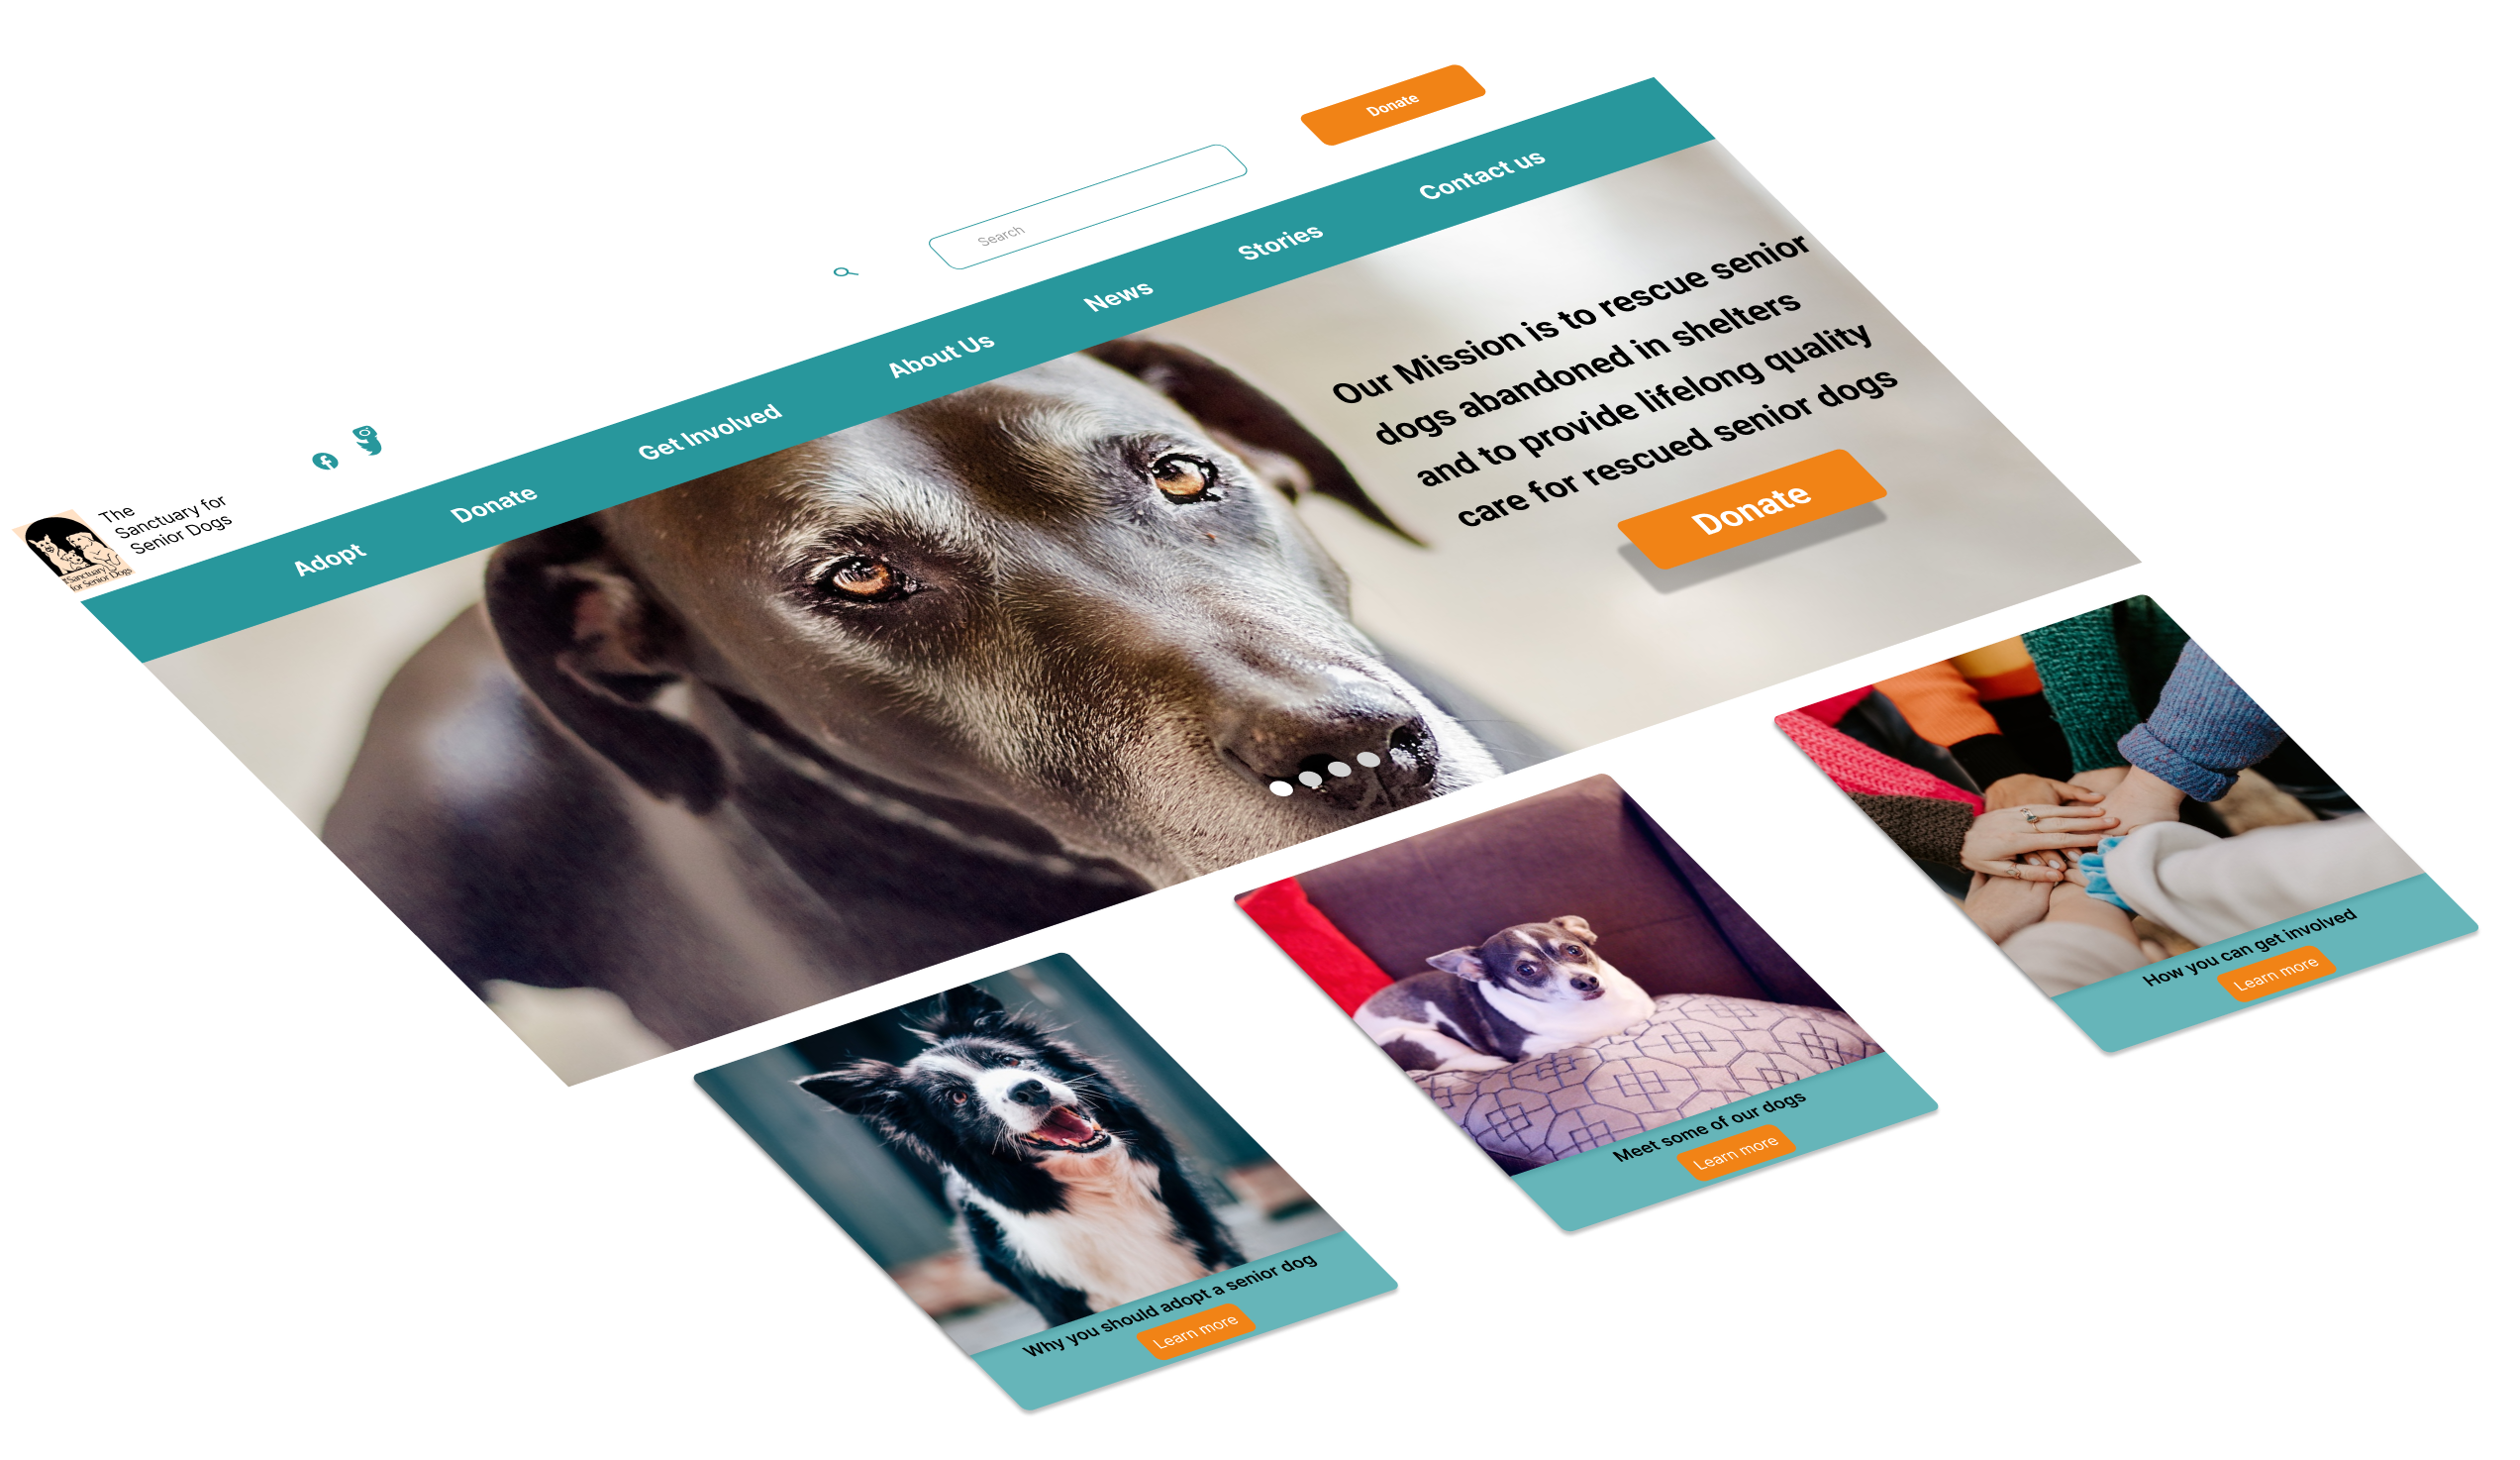 Donate
Search
The
Sanctuary for
Senior Dogs
Sanctuary
for Senior Dogs
Adopt
Donate
Get Involved
About Us
News
Stories
Contact us
Our Mission is to rescue senior
dogs abandoned in shelters
and to provide lifelong quality
care for rescued senior dogs
Donate
Why you should adopt a senior dog
Learn more
Meet some of our dogs
Learn more
How you can get involved
Learn more